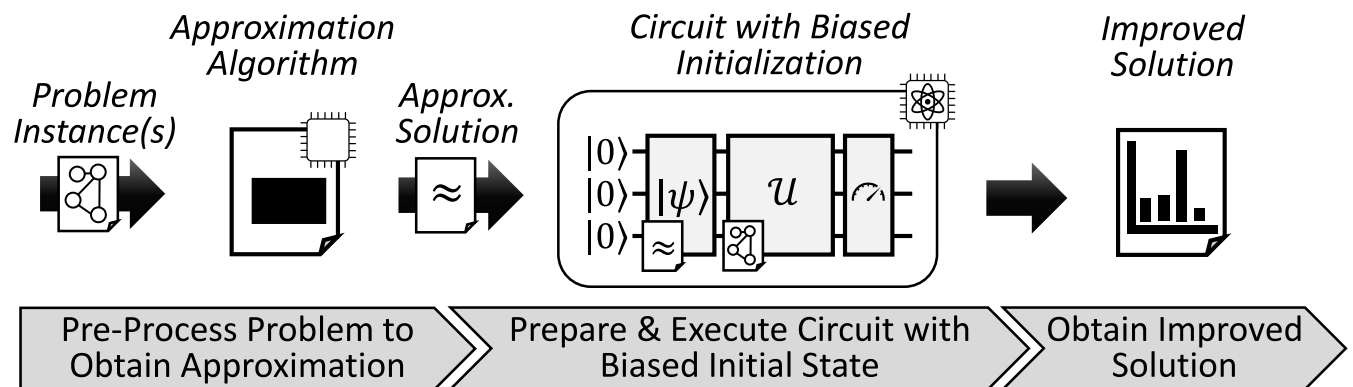 Approximation
Algorithm
Circuit with Biased
Initialization
Improved
Solution
Problem
Instance(s)
Approx.
Solution
≈
|0⟩
|0⟩
|0⟩
|ψ⟩
𝒰
≈
Pre-Process Problem to
Obtain Approximation
Prepare & Execute Circuit with
Biased Initial State
Obtain Improved
Solution